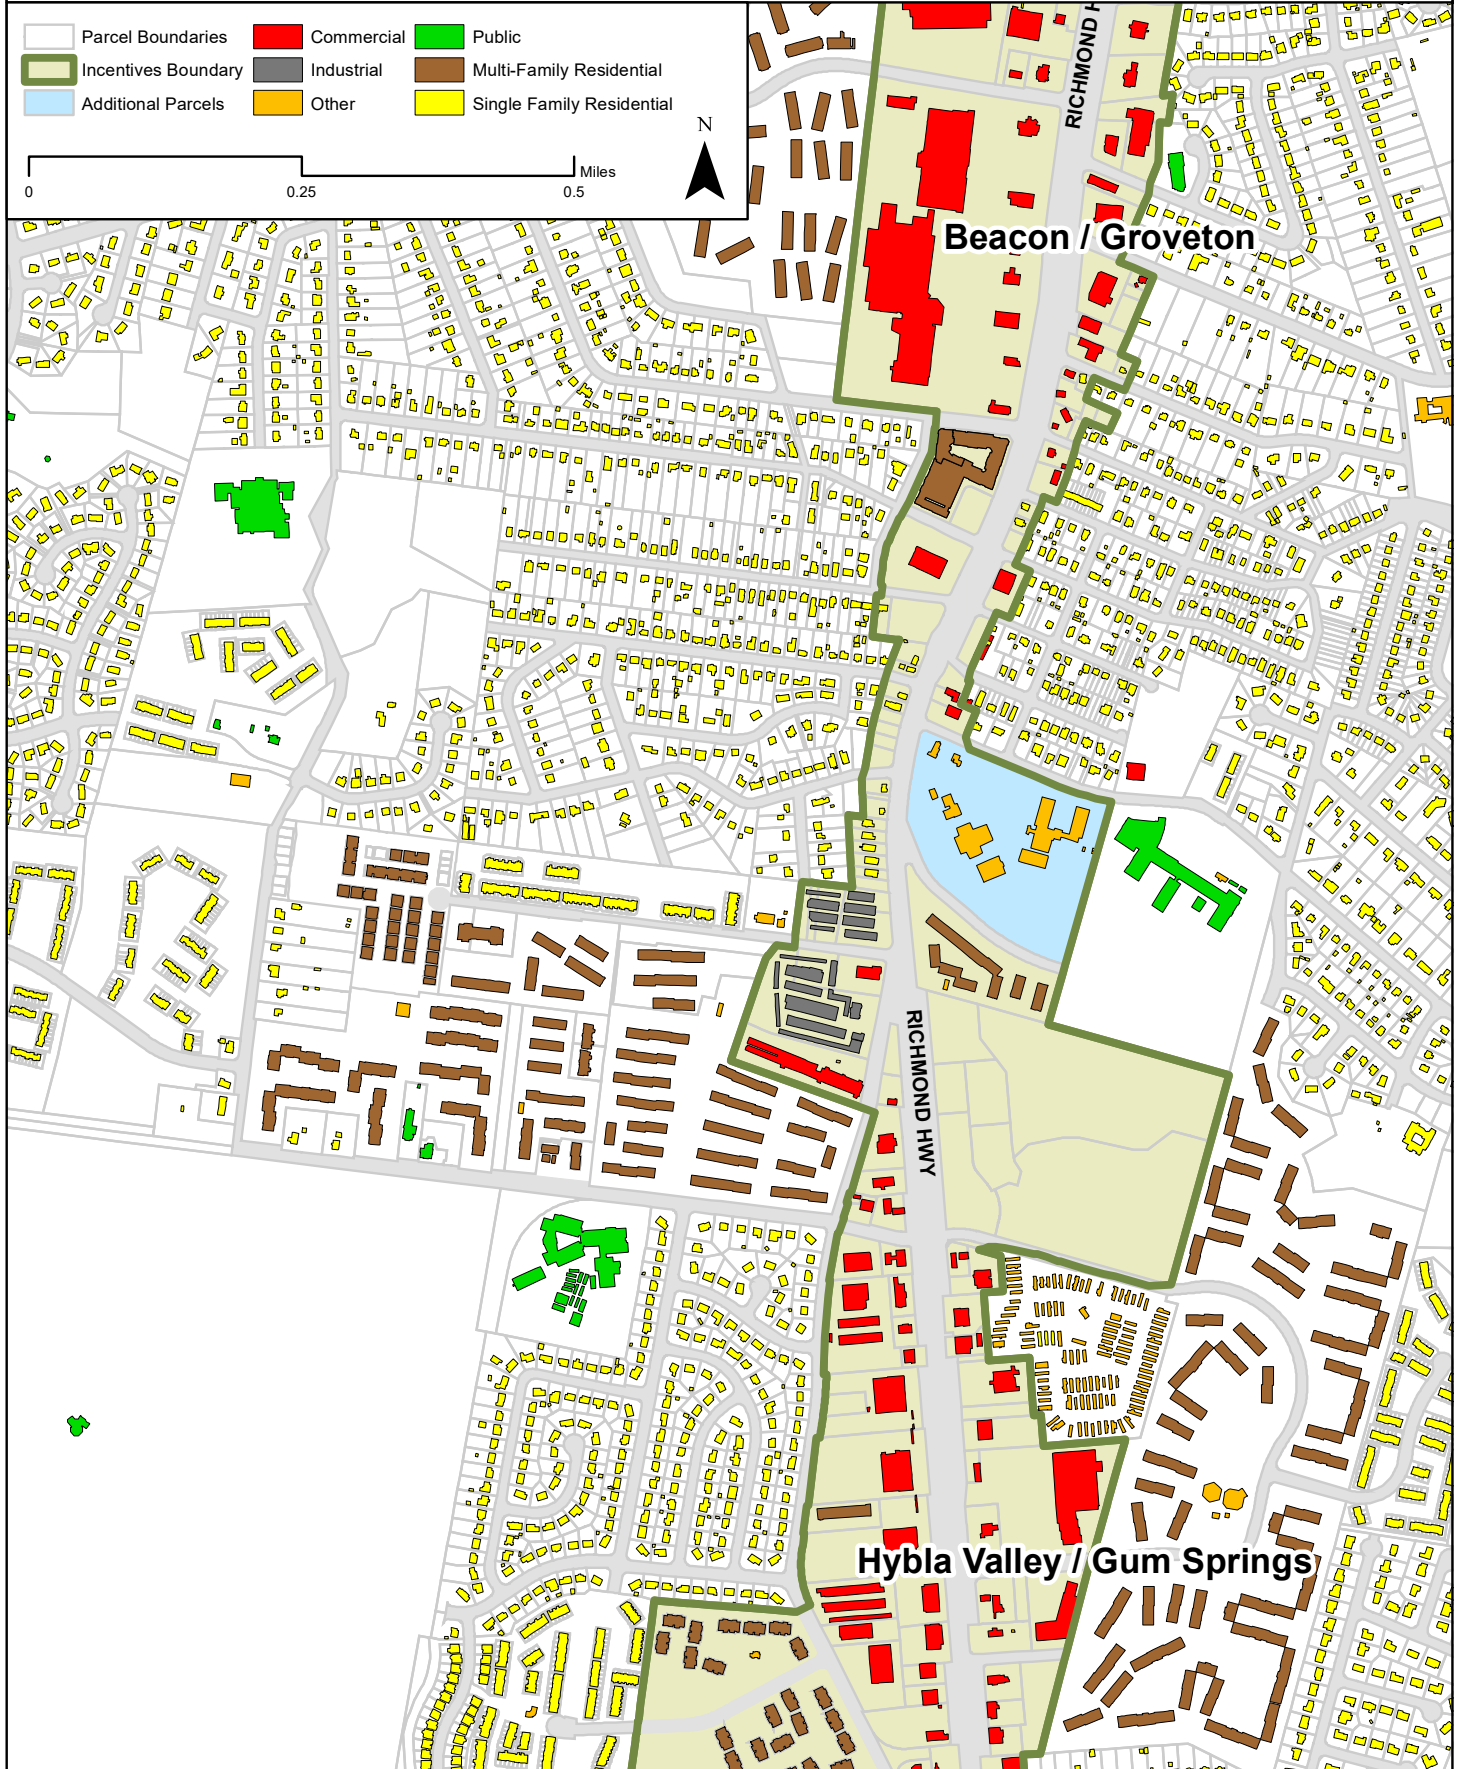 Parcel Boundaries Commercial Public
Incentives Boundary Industrial Multi-Family Residential
Additional Parcels Other Single Family Residential
N
Miles
0 0.25 0.5
RICHMOND H
Beacon / Groveton
RICHMOND HWY
Hybla Valley / Gum Springs